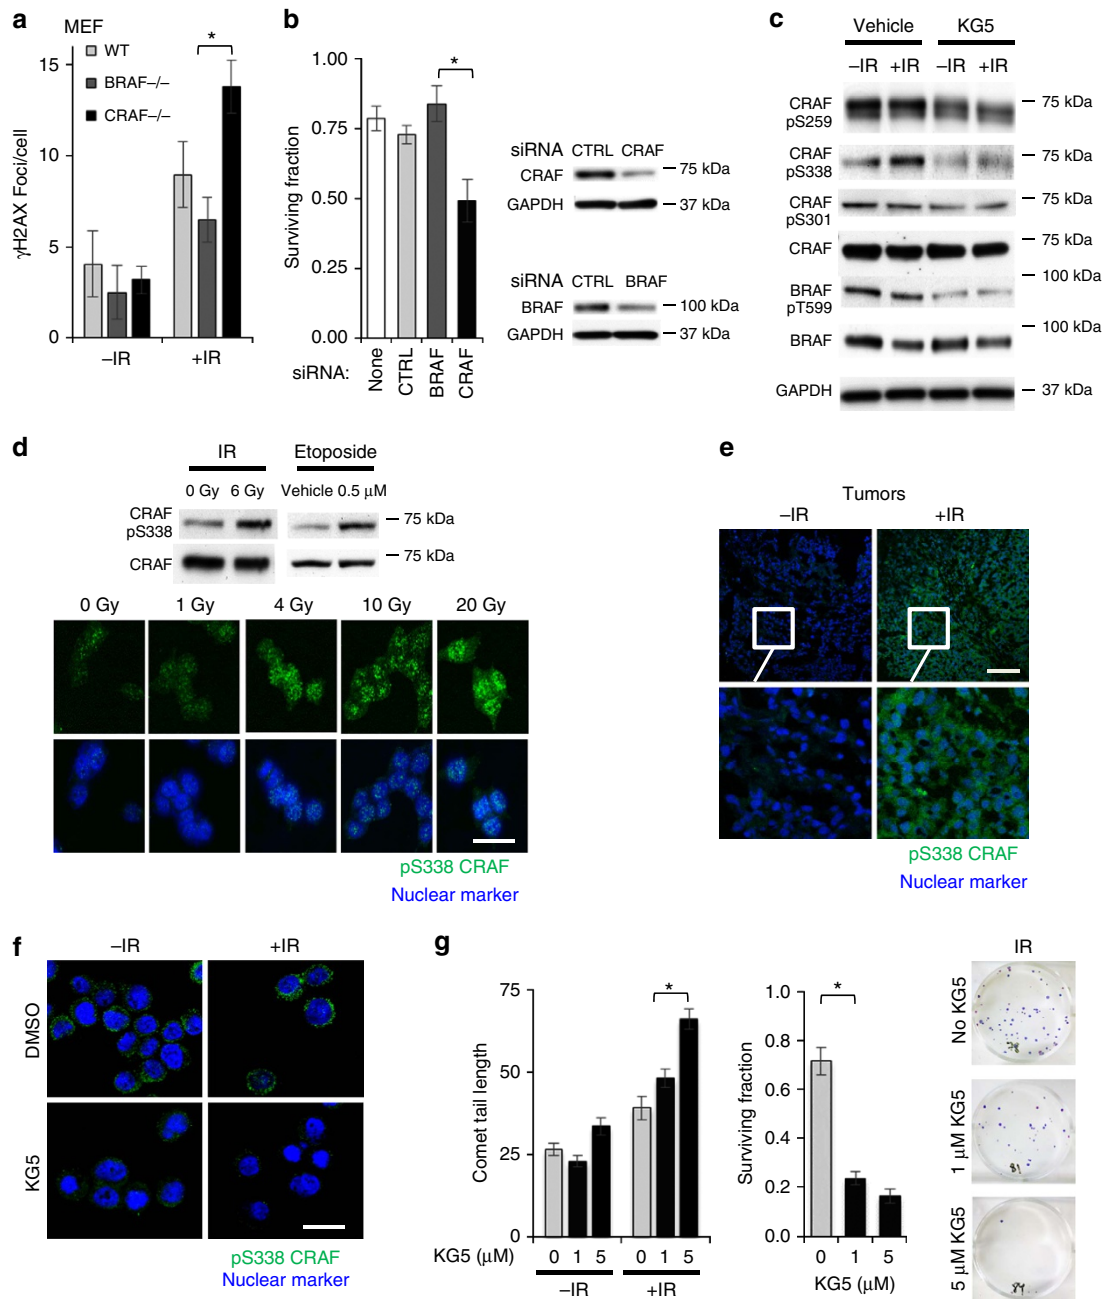 a
MEF
WT
BRAF–/–
CRAF–/–
*
γH2AX Foci/cell
15
10
5
0
–IR
+IR
b
*
Surviving fraction
1.00
0.75
0.50
0.25
0.00
siRNA:
None
CTRL
BRAF
CRAF
siRNA CTRL CRAF
CRAF
75 kDa
GAPDH
37 kDa
siRNA CTRL BRAF
BRAF
100 kDa
GAPDH
37 kDa
c
Vehicle KG5
–IR +IR –IR +IR
CRAF
pS259
75 kDa
CRAF
pS338
75 kDa
CRAF
pS301
75 kDa
CRAF
75 kDa
BRAF
pT599
100 kDa
BRAF
100 kDa
GAPDH
37 kDa
d
IR Etoposide
0 Gy 6 Gy Vehicle 0.5 μM
CRAF
pS338
75 kDa
CRAF
75 kDa
0 Gy 1 Gy 4 Gy 10 Gy 20 Gy
pS338 CRAF
Nuclear marker
e
Tumors
–IR +IR
pS338 CRAF
Nuclear marker
f
–IR +IR
DMSO
KG5
pS338 CRAF
Nuclear marker
g
*
Comet tail length
75
50
25
0
KG5 (μM) 0 1 5 0 1 5
–IR +IR
*
Surviving fraction
1.0
0.8
0.6
0.4
0.2
0.0
0 1 5
KG5 (μM)
IR
No KG5
1 μM KG5
81
5 μM KG5